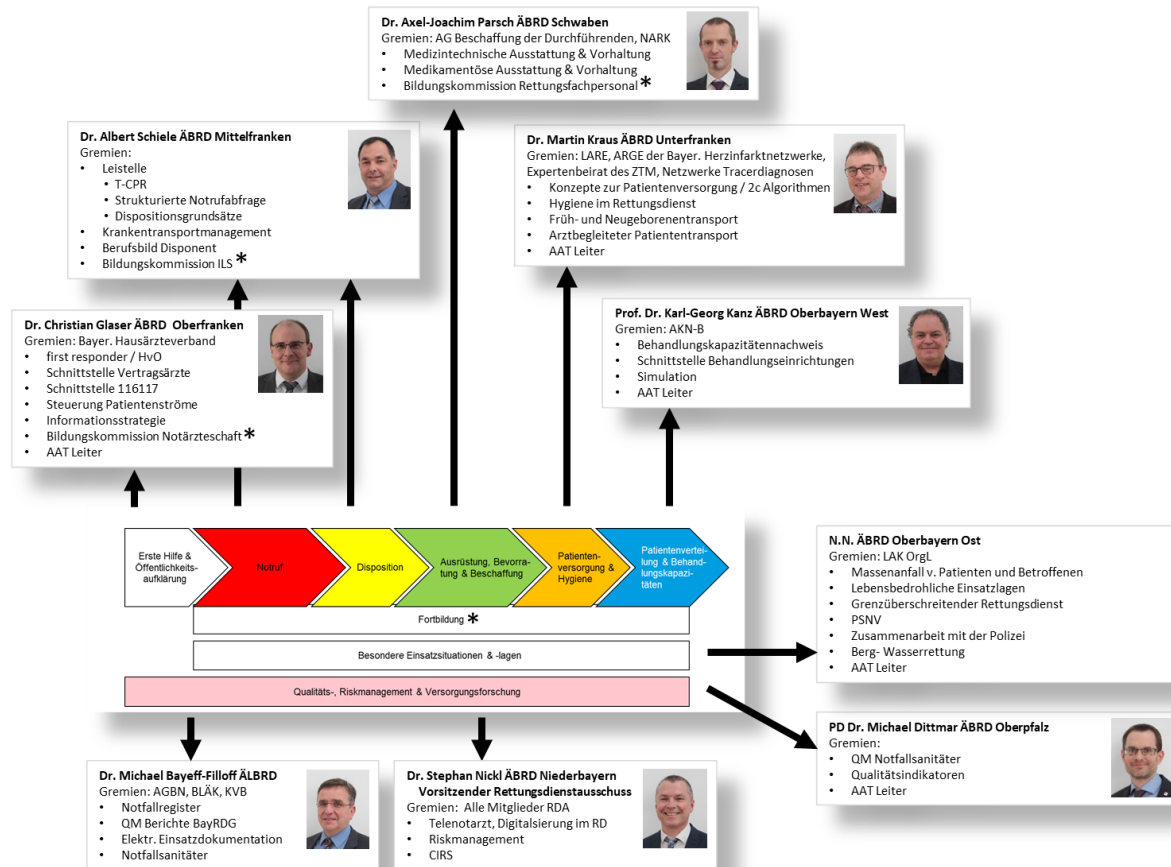 Dr. Axel-Joachim Parsch ÄBRD Schwaben
Gremien: AG Beschaffung der Durchführenden, NARK
• Medizintechnische Ausstattung & Vorhaltung
• Medikamentöse Ausstattung & Vorhaltung
• Bildungskommission Rettungsfachpersonal *
Dr. Albert Schiele ÄBRD Mittelfranken
Gremien:
• Leistelle
• T-CPR
• Strukturierte Notrufabfrage
• Dispositionsgrundsätze
• Krankentransportmanagement
• Berufsbild Disponent
• Bildungskommission ILS *
Dr. Martin Kraus ÄBRD Unterfranken
Gremien: LARE, ARGE der Bayer. Herzinfarktnetzwerke,
Expertenbeirat des ZTM, Netzwerke Tracerdiagnosen
• Konzepte zur Patientenversorgung / 2c Algorithmen
• Hygiene im Rettungsdienst
• Früh- und Neugeborenentransport
• Arztbegleiteter Patiententransport
• AAT Leiter
Dr. Christian Glaser ÄBRD Oberfranken
Gremien: Bayer. Hausärzteverband
• first responder / HvO
• Schnittstelle Vertragsärzte
• Schnittstelle 116117
• Steuerung Patientenströme
• Informationsstrategie
• Bildungskommission Notärzteschaft *
• AAT Leiter
Prof. Dr. Karl-Georg Kanz ÄBRD Oberbayern West
Gremien: AKN-B
• Behandlungskapazitätennachweis
• Schnittstelle Behandlungseinrichtungen
• Simulation
• AAT Leiter
Erste Hilfe &
Öffentlichkeits-
aufklärung
Notruf
Disposition
Ausrüstung, Bevorra-
tung & Beschaffung
Patienten-
versorgung &
Hygiene
Patientenvertei-
lung & Behand-
lungskapazi-
täten
Fortbildung *
Besondere Einsatzsituationen & -lagen
Qualitäts-, Riskmanagement & Versorgungsforschung
N.N. ÄBRD Oberbayern Ost
Gremien: LAK OrgL
• Massenanfall v. Patienten und Betroffenen
• Lebensbedrohliche Einsatzlagen
• Grenzüberschreitender Rettungsdienst
• PSNV
• Zusammenarbeit mit der Polizei
• Berg- Wasserrettung
• AAT Leiter
PD Dr. Michael Dittmar ÄBRD Oberpfalz
Gremien:
• QM Notfallsanitäter
• Qualitätsindikatoren
• AAT Leiter
Dr. Michael Bayeff-Filloff ÄLBRD
Gremien: AGBN, BLÄK, KVB
• Notfallregister
• QM Berichte BayRDG
• Elektr. Einsatzdokumentation
• Notfallsanitäter
Dr. Stephan Nickl ÄBRD Niederbayern
Vorsitzender Rettungsdienstausschuss
Gremien: Alle Mitglieder RDA
• Telenotarzt, Digitalsierung im RD
• Riskmanagement
• CIRS